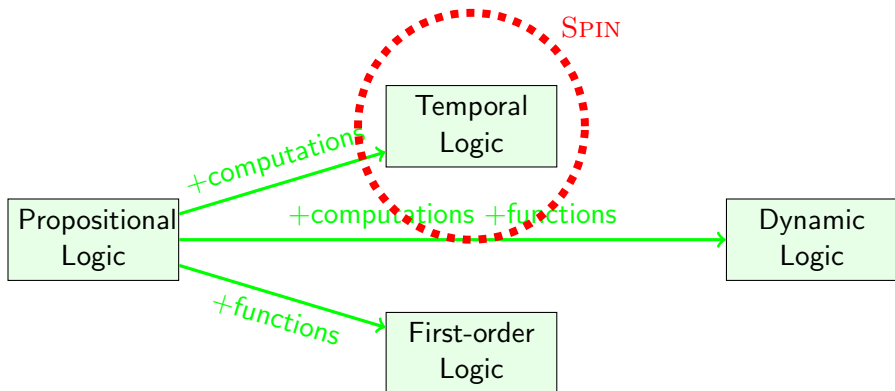 SPIN
Temporal
Logic
+computations
Propositional
Logic
+computations +functions
Dynamic
Logic
+functions
First-order
Logic